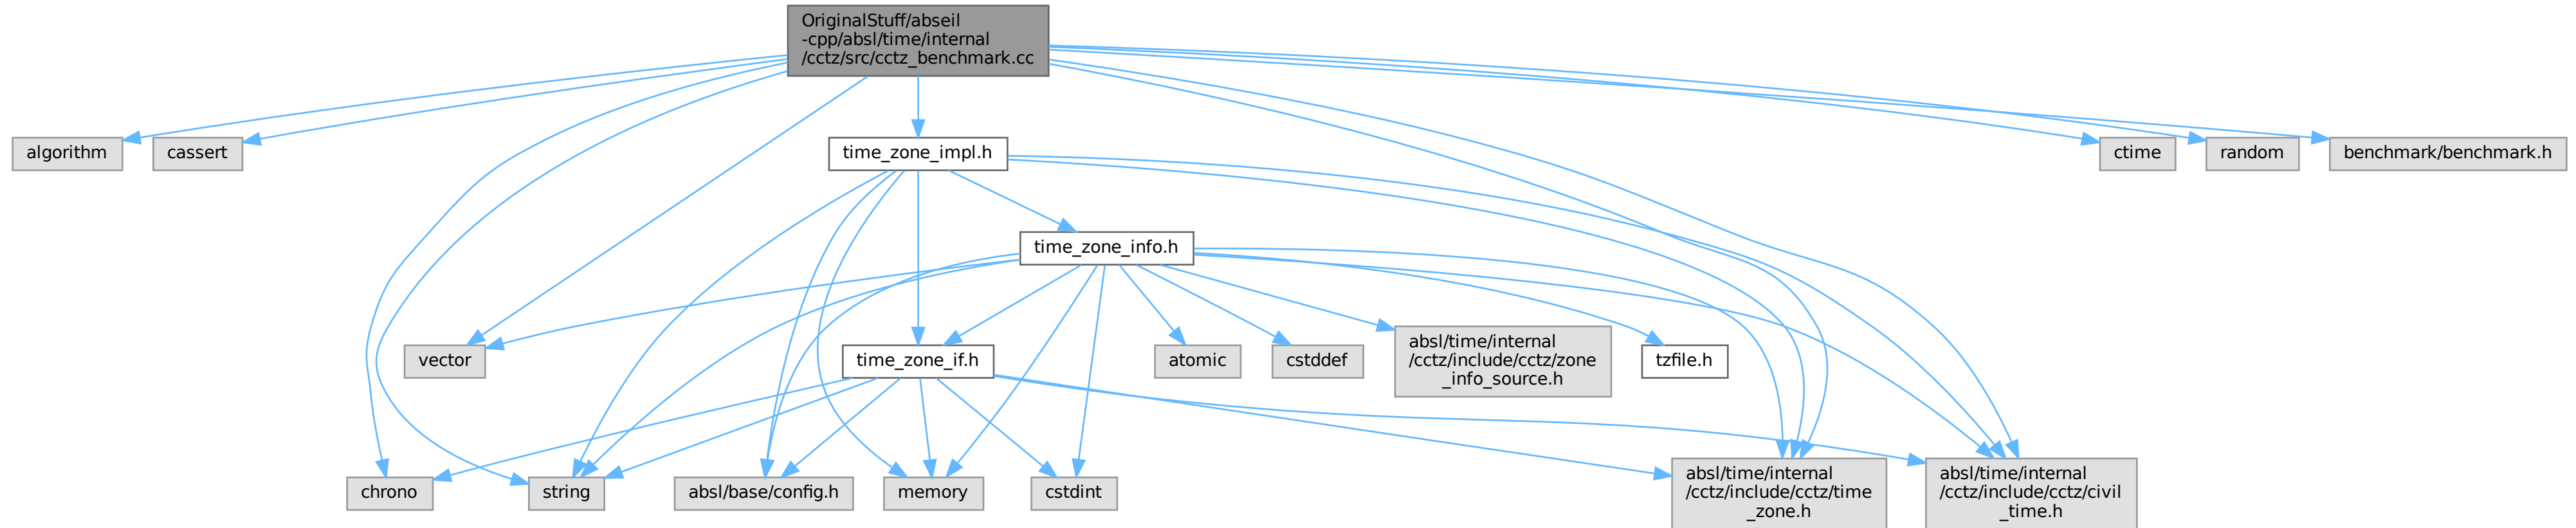 OriginalStuff/abseil
-cpp/absl/time/internal
/cctz/src/cctz_benchmark.cc
algorithm
cassert
time_zone_impl.h
ctime
random
benchmark/benchmark.h
time_zone_info.h
vector
time_zone_if.h
atomic
cstddef
absl/time/internal
/cctz/include/cctz/zone
_info_source.h
tzfile.h
chrono
string
absl/base/config.h
memory
cstdint
absl/time/internal
/cctz/include/cctz/time
_zone.h
absl/time/internal
/cctz/include/cctz/civil
_time.h